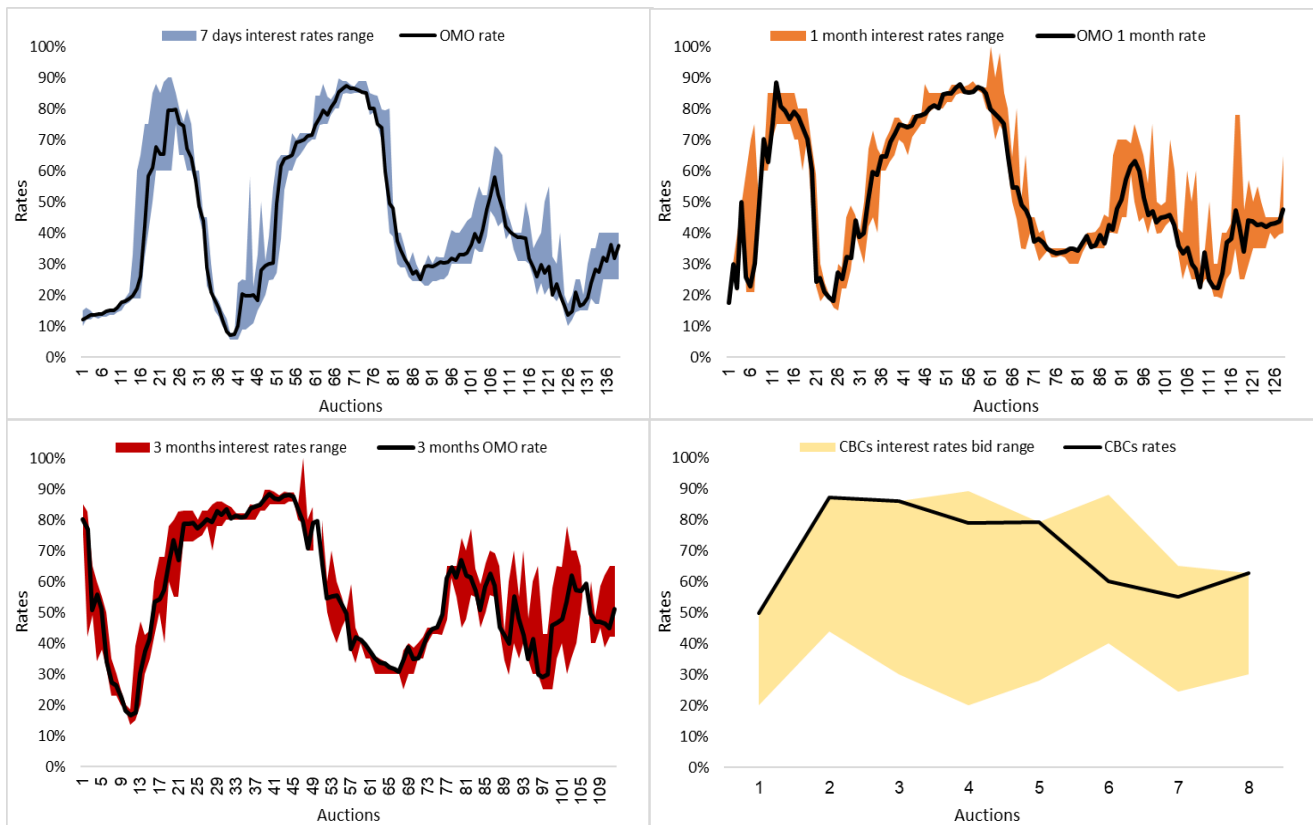 7 days interest rates range OMO rate
100%
90%
80%
70%
60%
50%
40%
30%
20%
10%
0%
Rates
1 6 11 16 21 26 31 36 41 46 51 56 61 66 71 76 81 86 91 96 101 106 111 116 121 126 131 136
Auctions
1 month interest rates range OMO 1 month rate
100%
90%
80%
70%
60%
50%
40%
30%
20%
10%
0%
Rates
1 6 11 16 21 26 31 36 41 46 51 56 61 66 71 76 81 86 91 96 101 106 111 116 121 126
Auctions
3 months interest rates range 3 months OMO rate
100%
90%
80%
70%
60%
50%
40%
30%
20%
10%
0%
Rates
1 5 9 13 17 21 25 29 33 37 41 45 49 53 57 61 65 69 73 77 81 85 89 93 97 101 105 109
Auctions
CBCs interest rates bid range CBCs rates
100%
90%
80%
70%
60%
50%
40%
30%
20%
10%
0%
Rates
1 2 3 4 5 6 7 8
Auctions